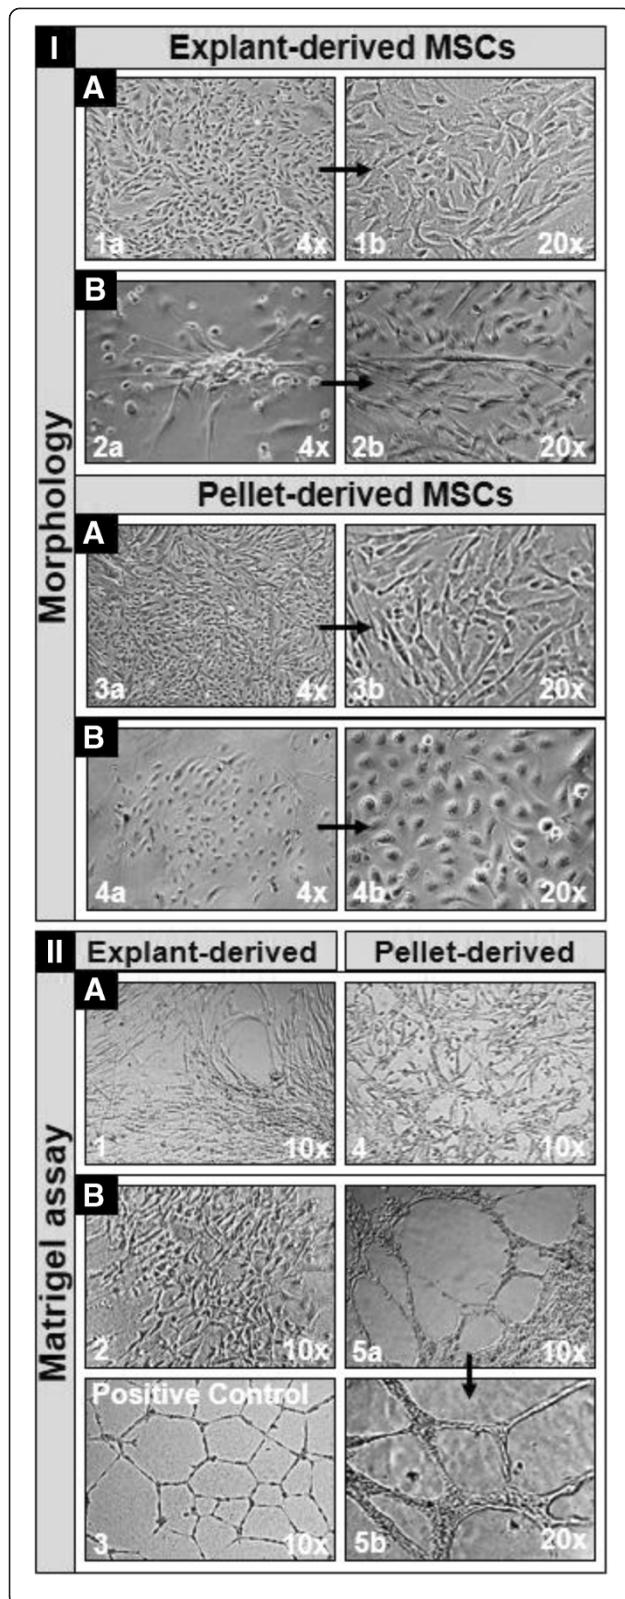 I
Explant-derived MSCs
Morphology
A
1a 4x
1b 20x
B
2a 4x
2b 20x
Pellet-derived MSCs
A
3a 4x
3b 20x
B
4a 4x
4b 20x
II
Explant-derived
Pellet-derived
Matrigel assay
A
1 10x
4 10x
B
2 10x
5a 10x
Positive Control
3 10x
5b 20x